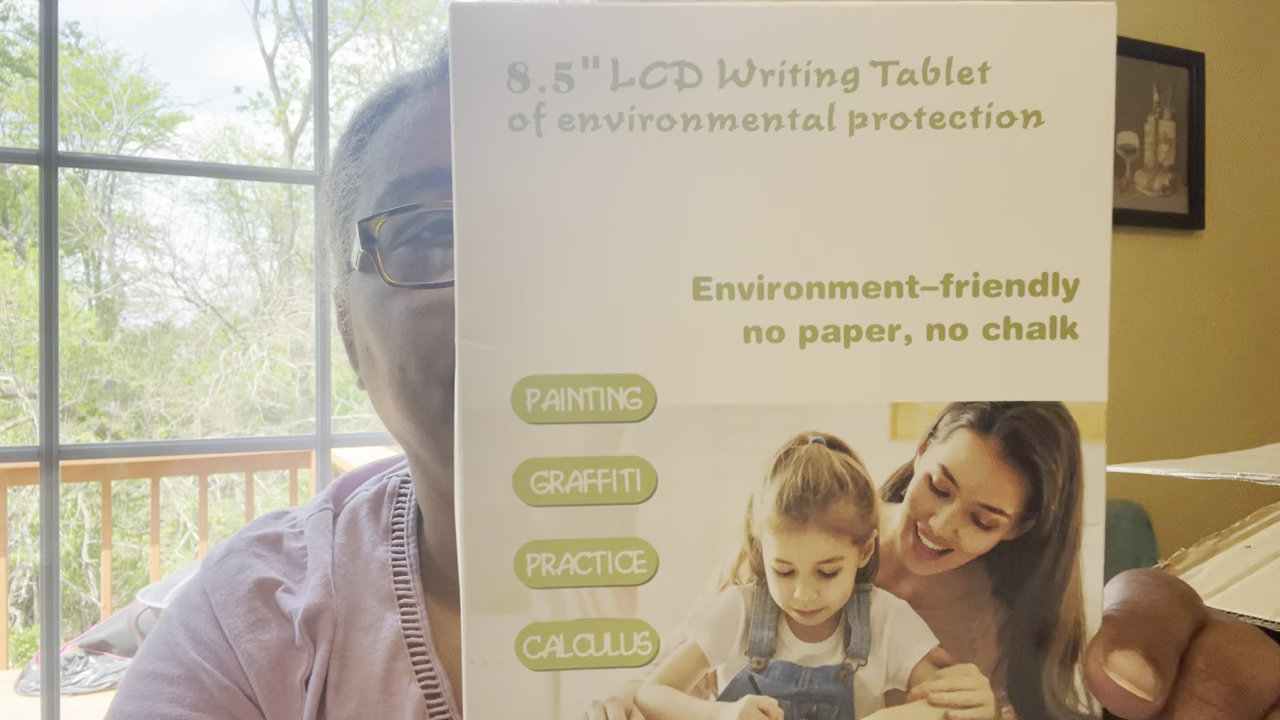 8.5" LCD Writing Tablet
of environmental protection
Environment-friendly
no paper, no chalk
PAINTING
GRAFFITI
PRACTICE
CALCULUS